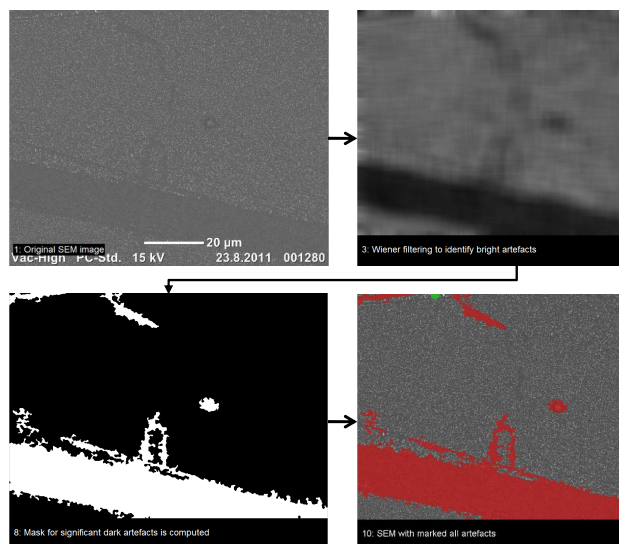 20 µm
1: Original SEM image
Vac-High PC-Std. 15 kV 23.8.2011 001280
3: Wiener filtering to identify bright artefacts
8: Mask for significant dark artefacts is computed
10: SEM with marked all artefacts